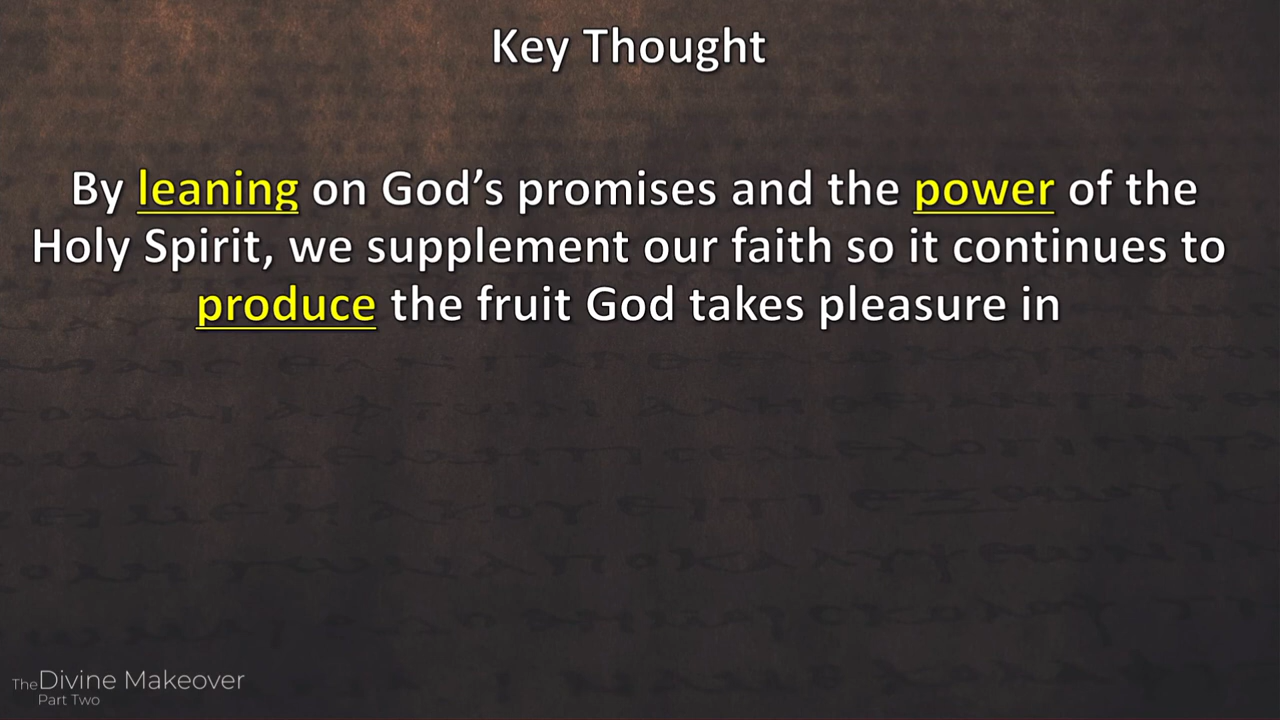 Key Thought
By leaning on God’s promises and the power of the
Holy Spirit, we supplement our faith so it continues to
produce the fruit God takes pleasure in
The Divine Makeover
Part Two